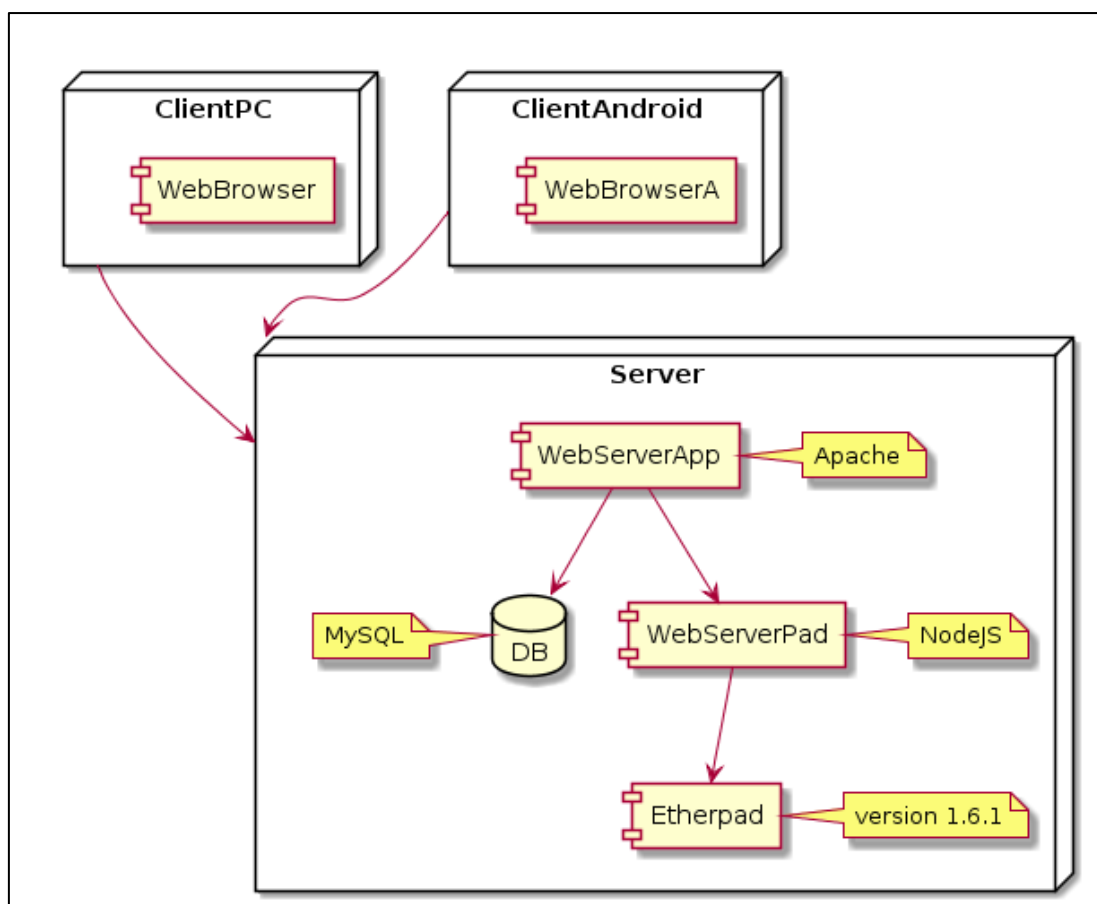 ClientPC
ClientAndroid
WebBrowser
WebBrowserA
Server
WebServerApp
Apache
MySQL
DB
WebServerPad
NodeJS
Etherpad
version 1.6.1